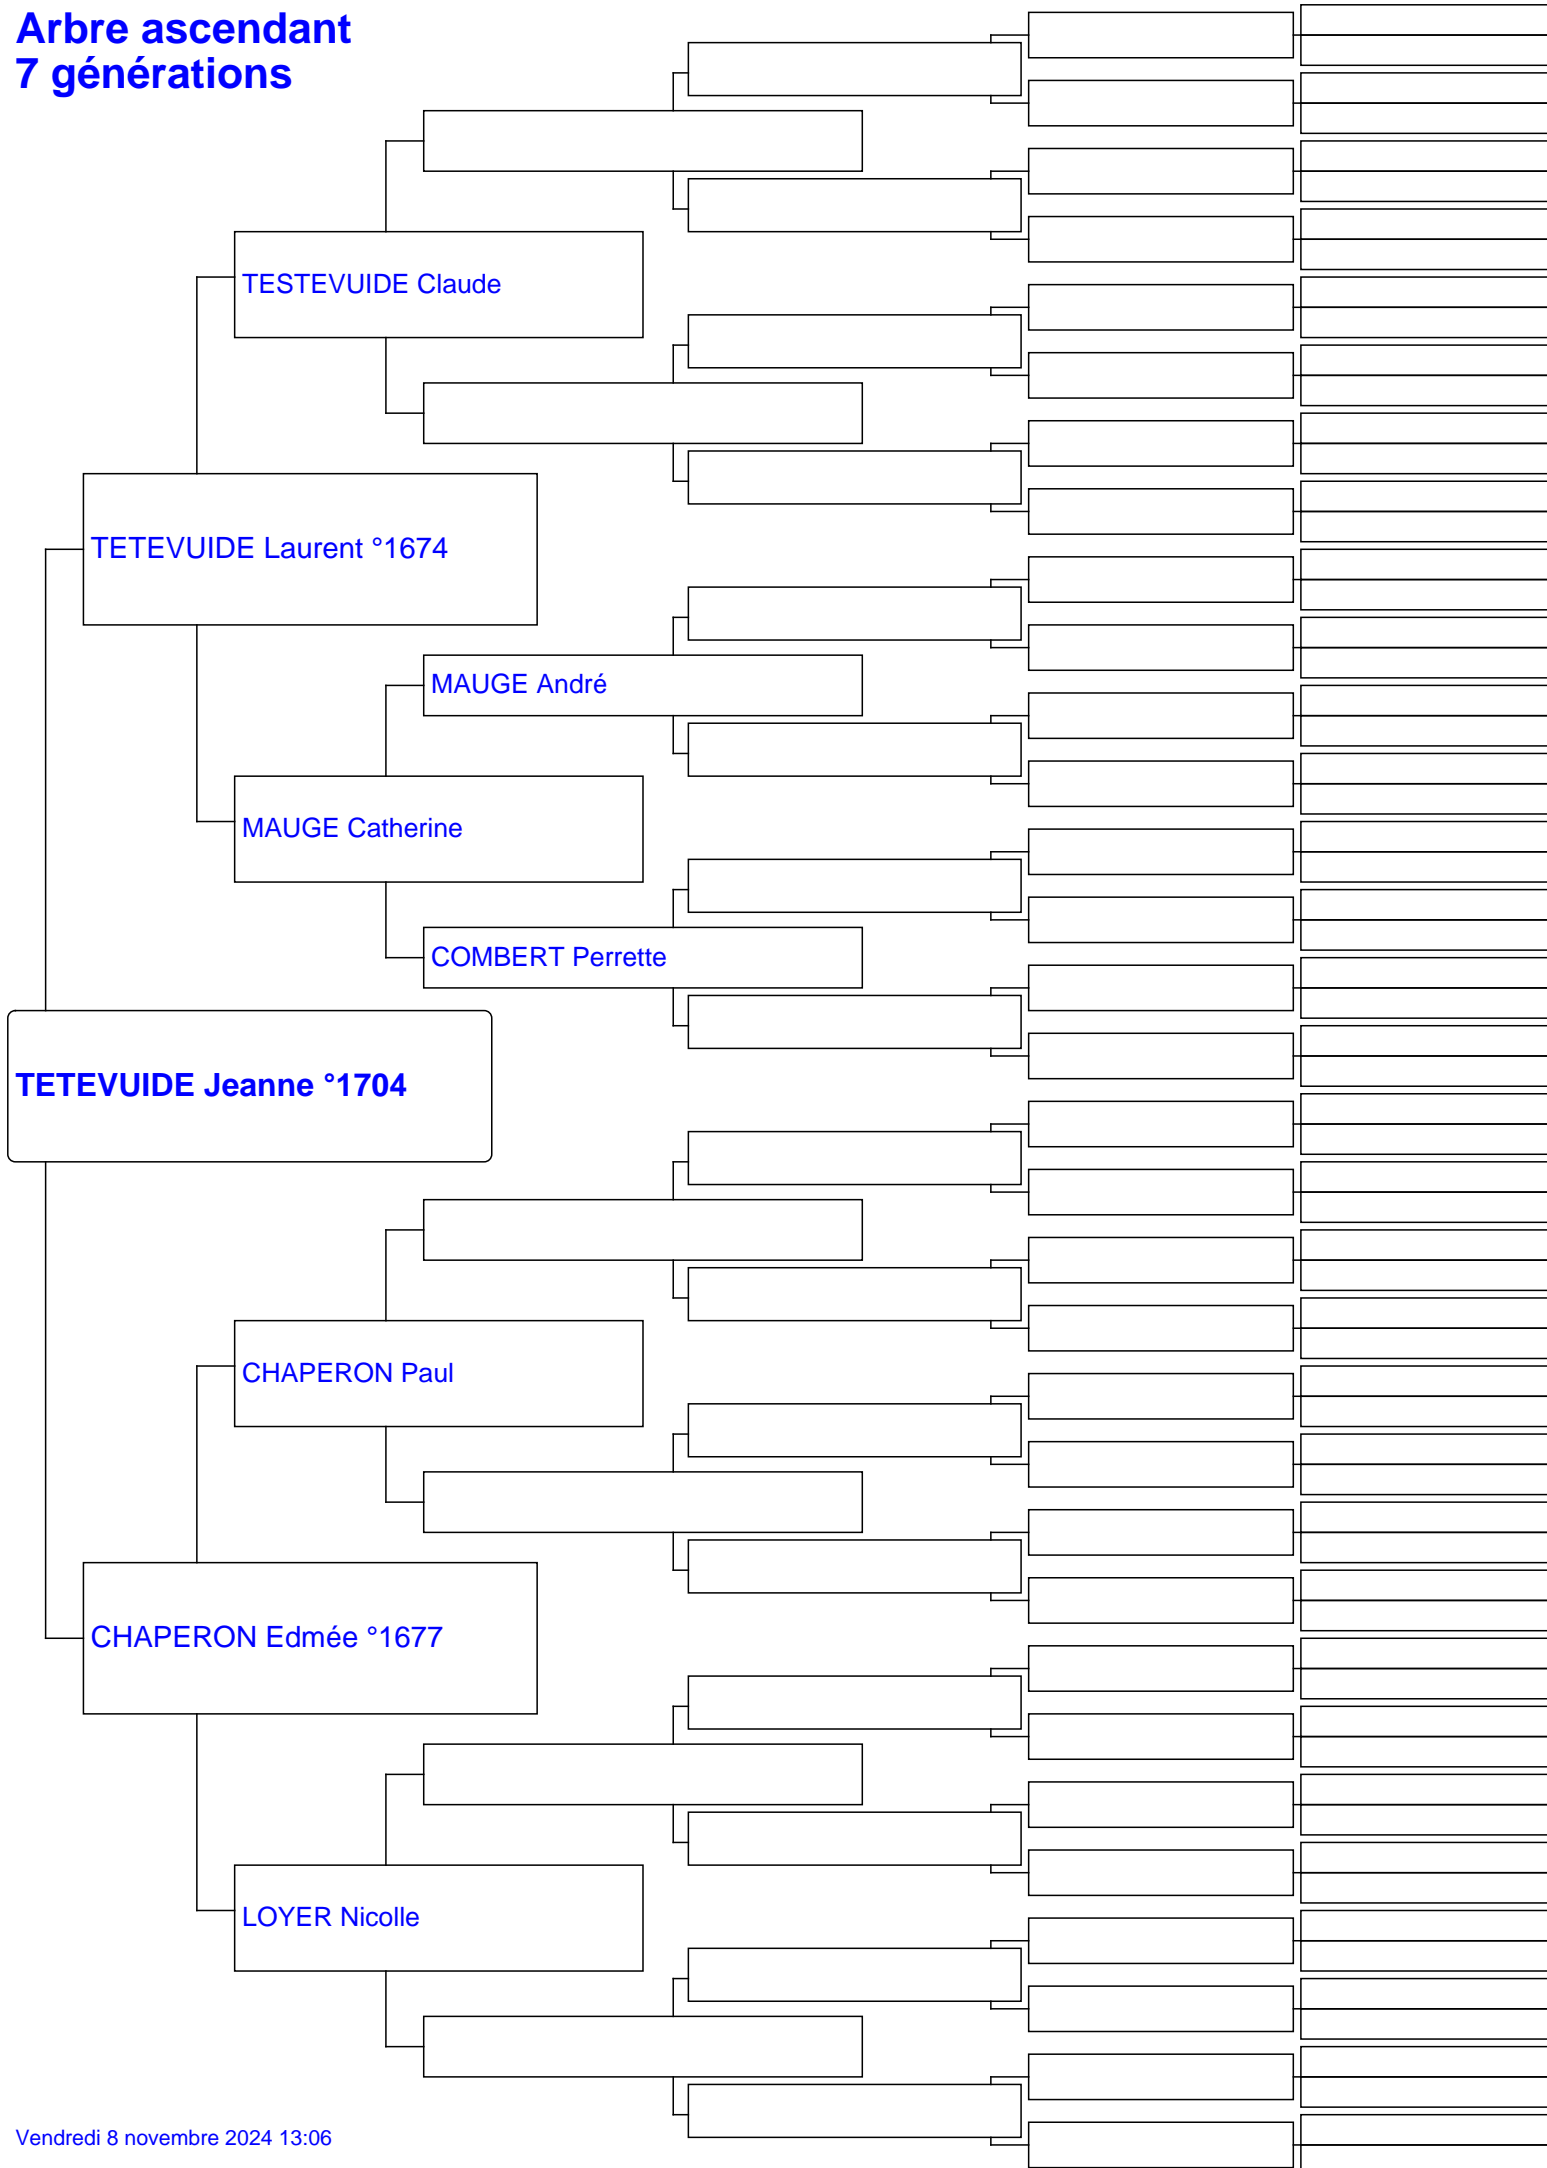 Arbre ascendant
7 générations
TESTEVUIDE Claude
TETEVUIDE Laurent °1674
MAUGE André
MAUGE Catherine
COMBERT Perrette
TETEVUIDE Jeanne °1704
CHAPERON Paul
CHAPERON Edmée °1677
LOYER Nicolle
Vendredi 8 novembre 2024 13:06